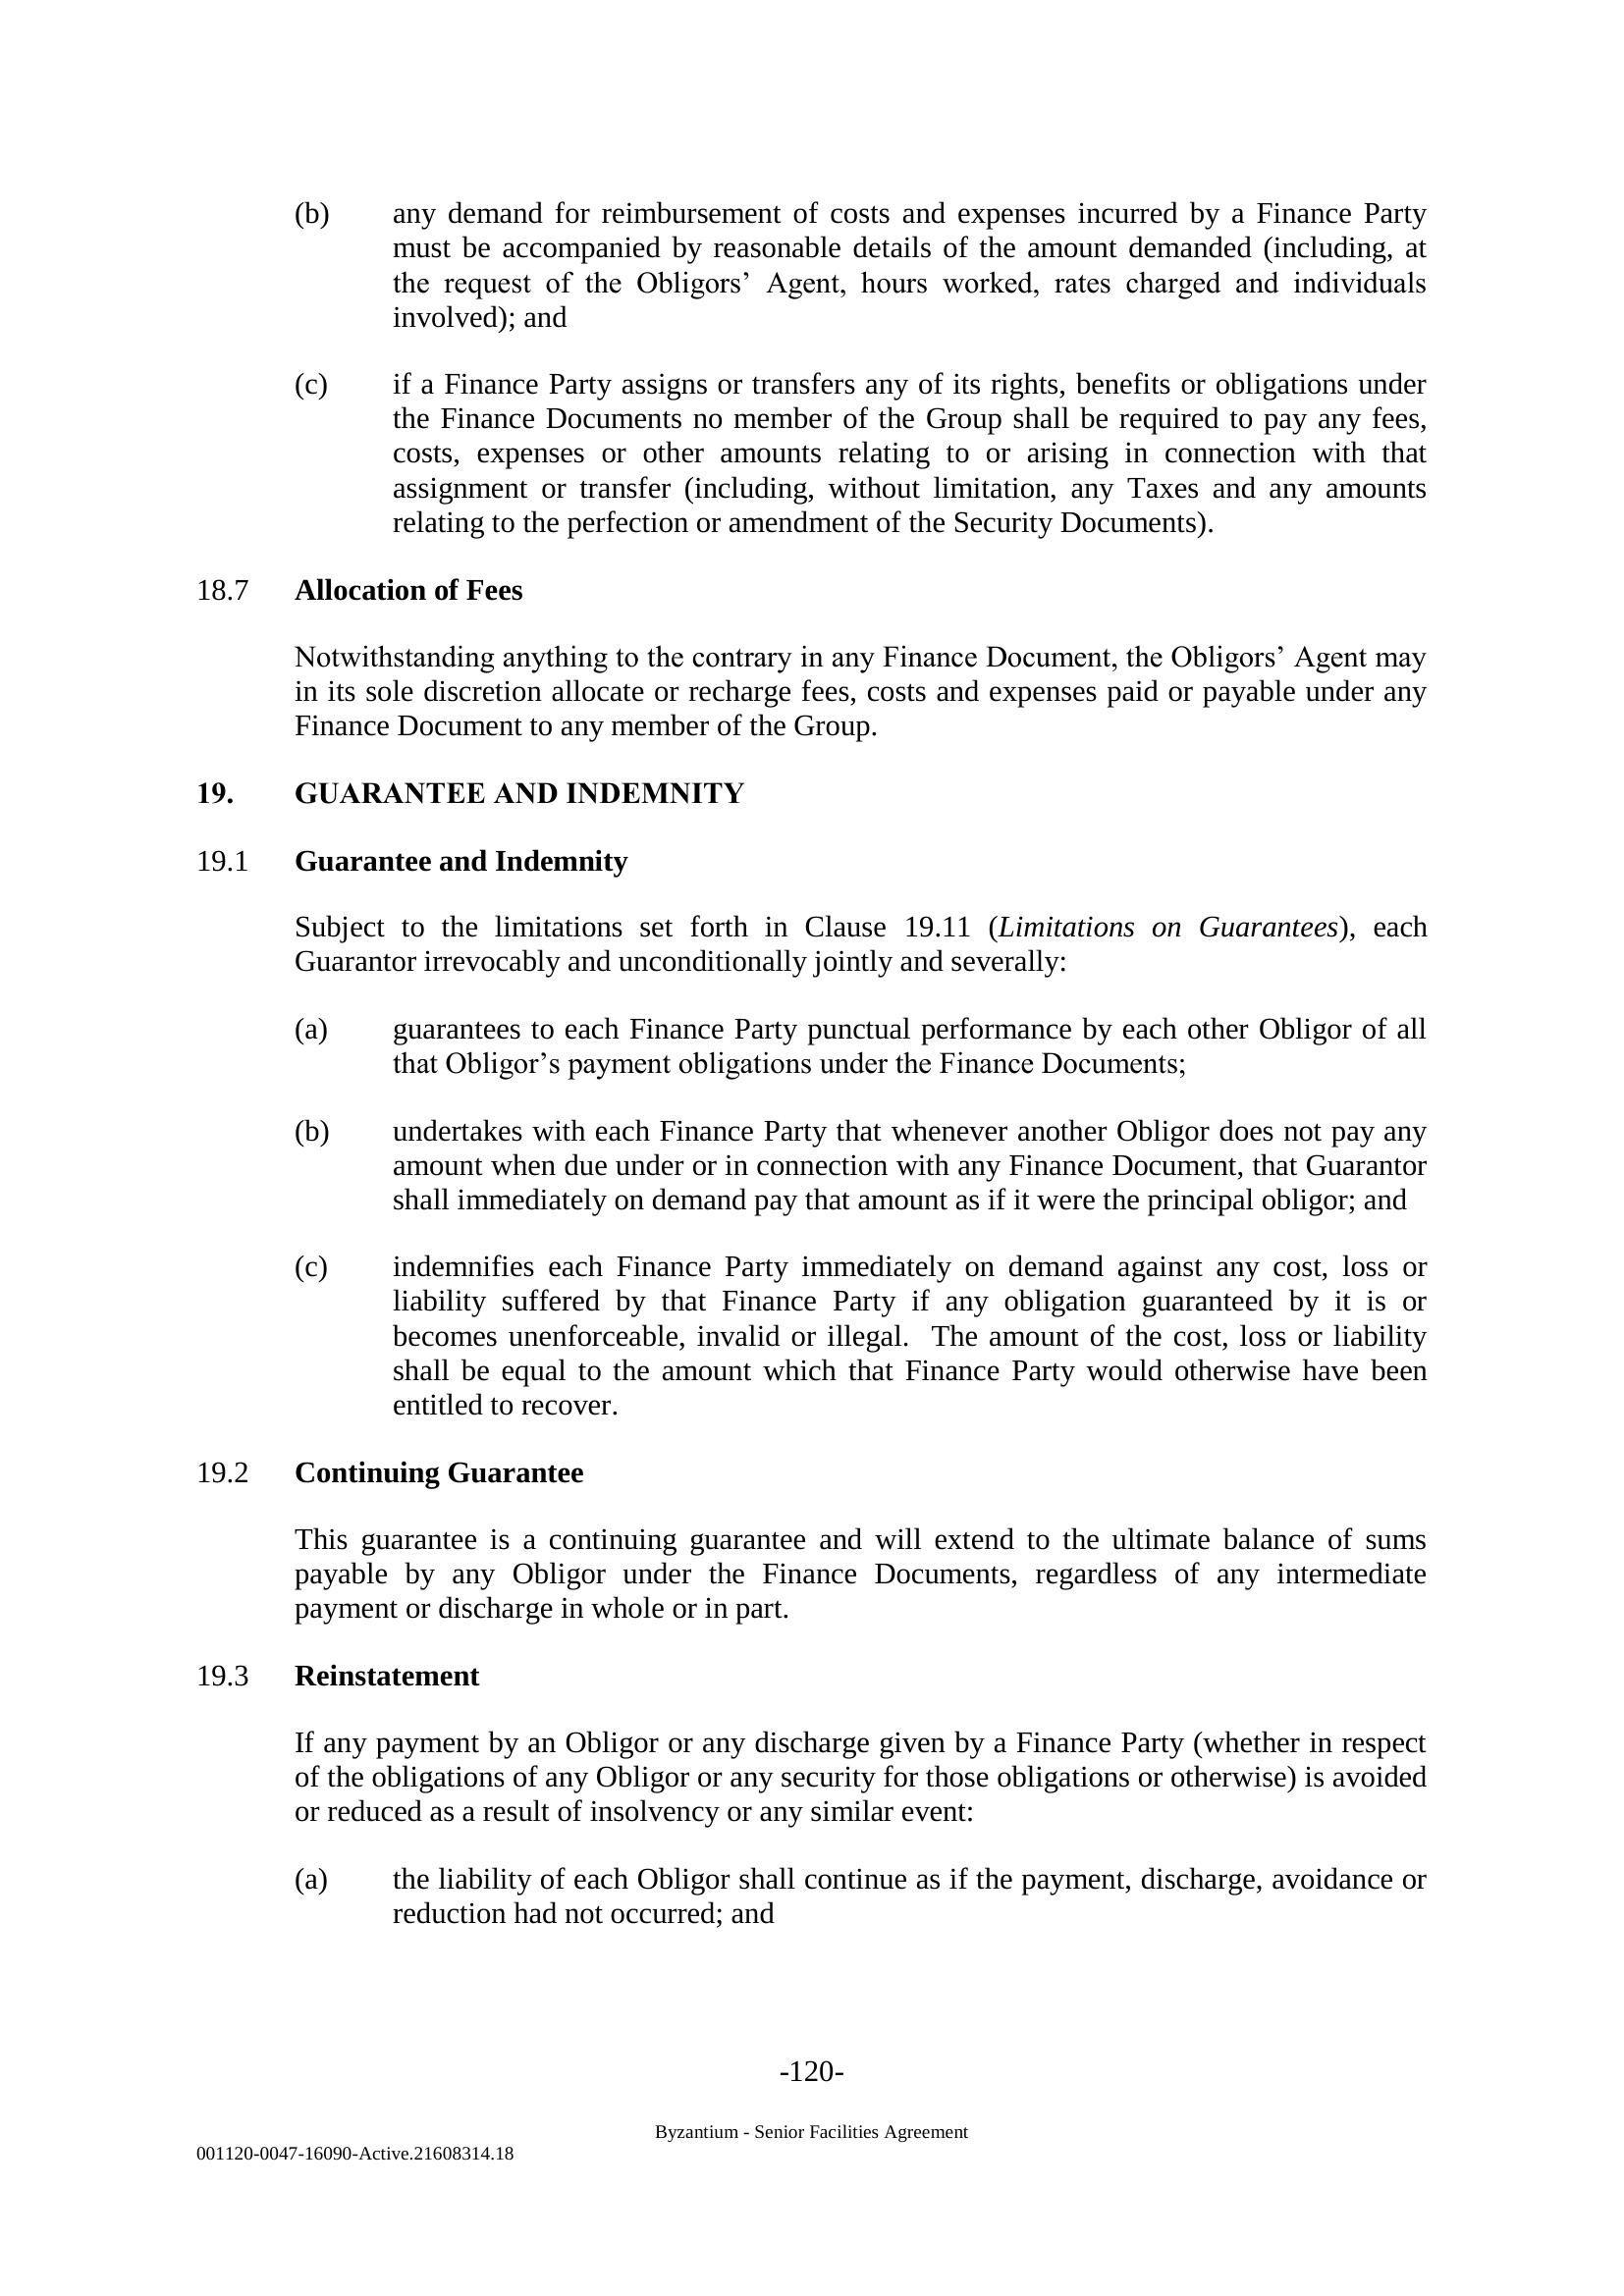 (b) any demand for reimbursement of costs and expenses incurred by a Finance Party
must be accompanied by reasonable details of the amount demanded (including, at
the request of the Obligors’ Agent, hours worked, rates charged and individuals
involved); and
(c) if a Finance Party assigns or transfers any of its rights, benefits or obligations under
the Finance Documents no member of the Group shall be required to pay any fees,
costs, expenses or other amounts relating to or arising in connection with that
assignment or transfer (including, without limitation, any Taxes and any amounts
relating to the perfection or amendment of the Security Documents).
18.7 Allocation of Fees
Notwithstanding anything to the contrary in any Finance Document, the Obligors’ Agent may
in its sole discretion allocate or recharge fees, costs and expenses paid or payable under any
Finance Document to any member of the Group.
19. GUARANTEE AND INDEMNITY
19.1 Guarantee and Indemnity
Subject to the limitations set forth in Clause 19.11 (Limitations on Guarantees), each
Guarantor irrevocably and unconditionally jointly and severally:
(a) guarantees to each Finance Party punctual performance by each other Obligor of all
that Obligor’s payment obligations under the Finance Documents;
(b) undertakes with each Finance Party that whenever another Obligor does not pay any
amount when due under or in connection with any Finance Document, that Guarantor
shall immediately on demand pay that amount as if it were the principal obligor; and
(c) indemnifies each Finance Party immediately on demand against any cost, loss or
liability suffered by that Finance Party if any obligation guaranteed by it is or
becomes unenforceable, invalid or illegal. The amount of the cost, loss or liability
shall be equal to the amount which that Finance Party would otherwise have been
entitled to recover.
19.2 Continuing Guarantee
This guarantee is a continuing guarantee and will extend to the ultimate balance of sums
payable by any Obligor under the Finance Documents, regardless of any intermediate
payment or discharge in whole or in part.
19.3 Reinstatement
If any payment by an Obligor or any discharge given by a Finance Party (whether in respect
of the obligations of any Obligor or any security for those obligations or otherwise) is avoided
or reduced as a result of insolvency or any similar event:
(a) the liability of each Obligor shall continue as if the payment, discharge, avoidance or
reduction had not occurred; and
-120-
Byzantium - Senior Facilities Agreement
001120-0047-16090-Active.21608314.18